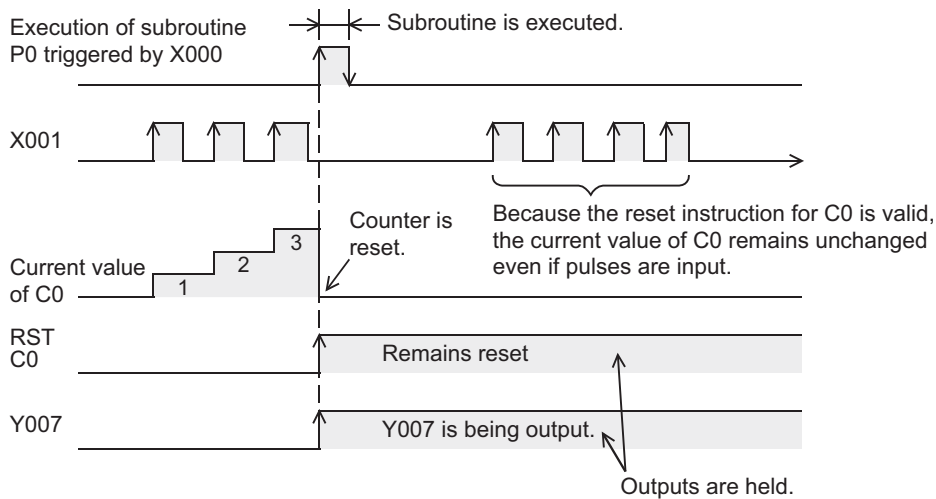 Execution of subroutine
P0 triggered by X000
Subroutine is executed.
X001
Because the reset instruction for C0 is valid,
the current value of C0 remains unchanged
even if pulses are input.
Counter is
reset.
Current value
of C0
1
2
3
RST
C0
Remains reset
Y007
Y007 is being output.
Outputs are held.